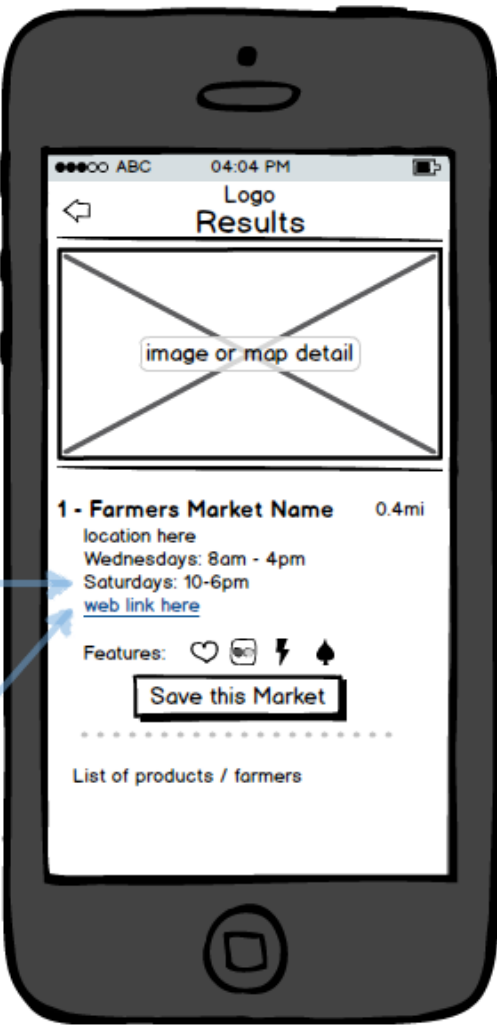 ABC 04:04 PM
Logo
Results
image or map detail
1 - Farmers Market Name 0.4mi
location here
Wednesdays: 8am - 4pm
Saturdays: 10-6pm
web link here
Features:
Save this Market
List of products / farmers